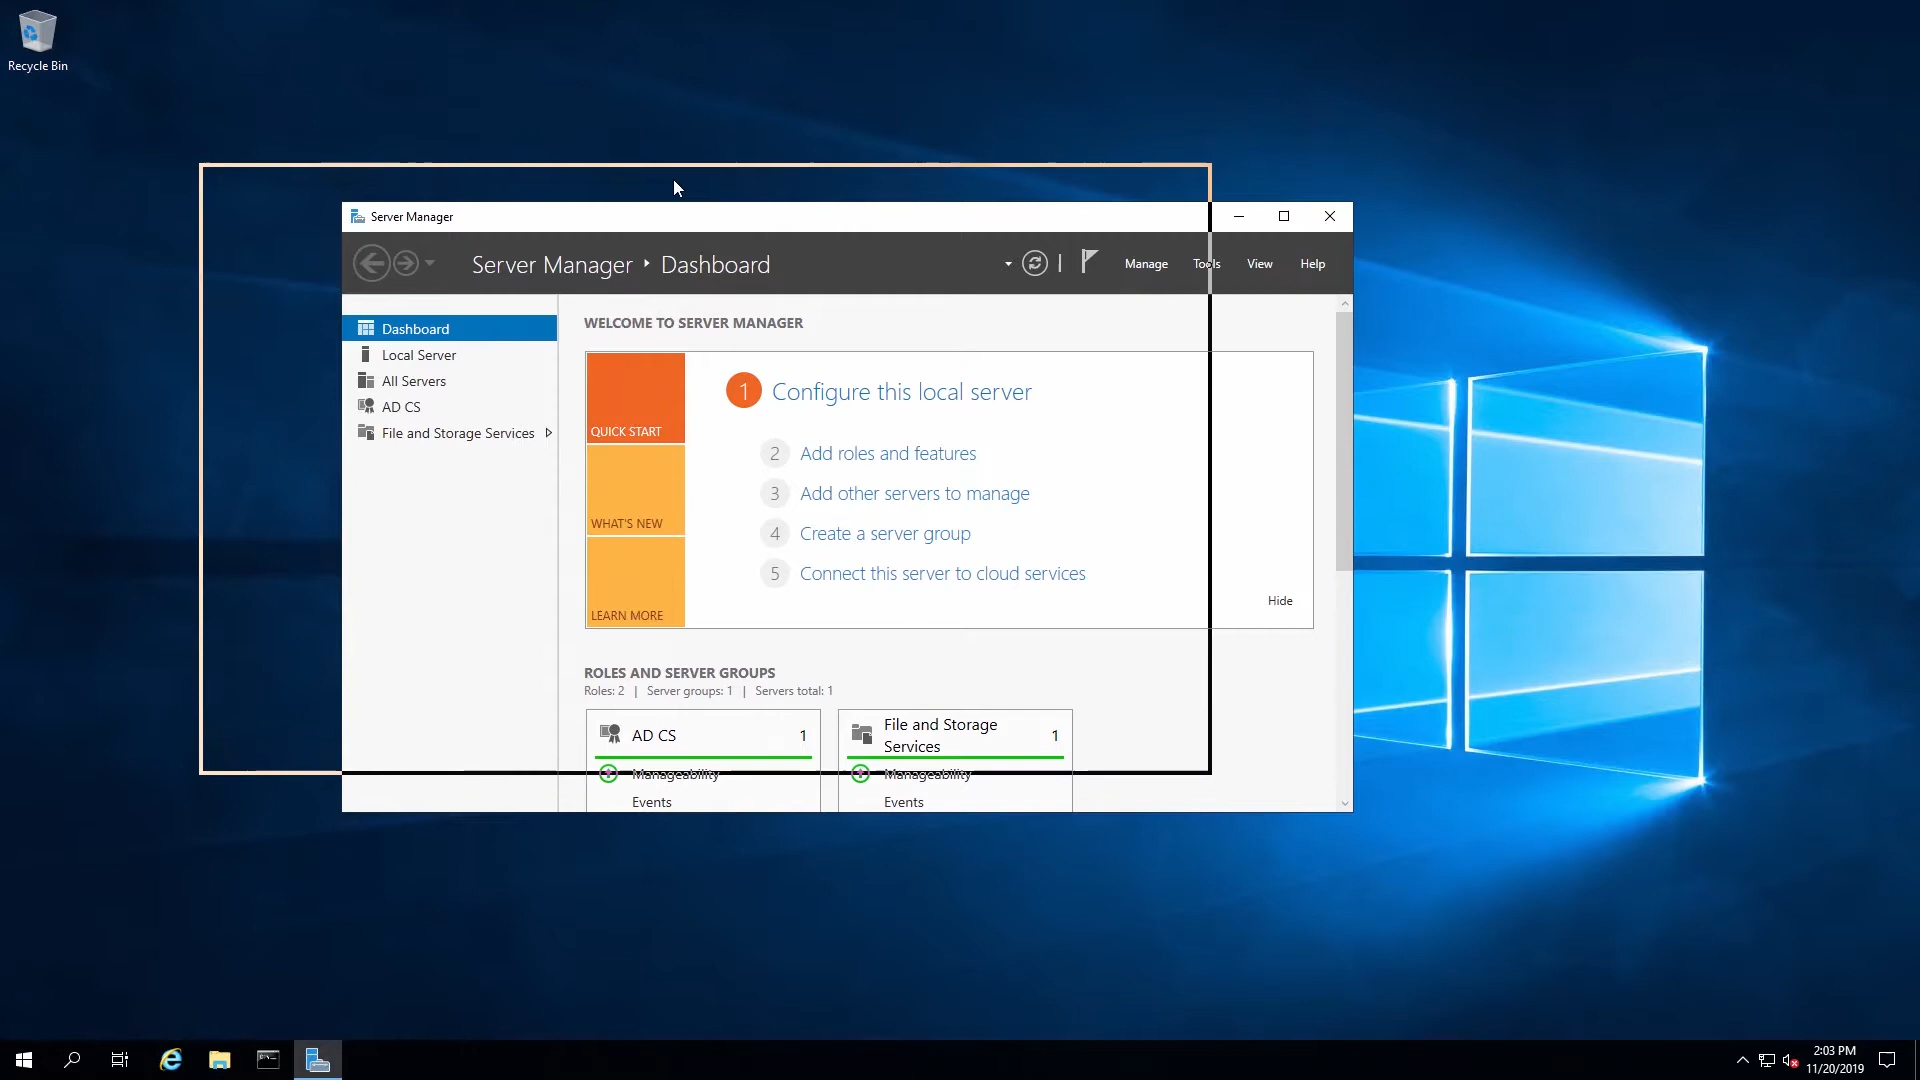 Recycle Bin
Server Manager
Server Manager ‣ Dashboard
Manage
Tools
View
Help
Dashboard
Local Server
All Servers
AD CS
File and Storage Services
WELCOME TO SERVER MANAGER
QUICK START
WHAT'S NEW
LEARN MORE
1 Configure this local server
2 Add roles and features
3 Add other servers to manage
4 Create a server group
5 Connect this server to cloud services
Hide
ROLES AND SERVER GROUPS
Roles: 2 | Server groups: 1 | Servers total: 1
AD CS 1
Manageability
Events
File and Storage
Services 1
Manageability
Events
2:03 PM
11/20/2019